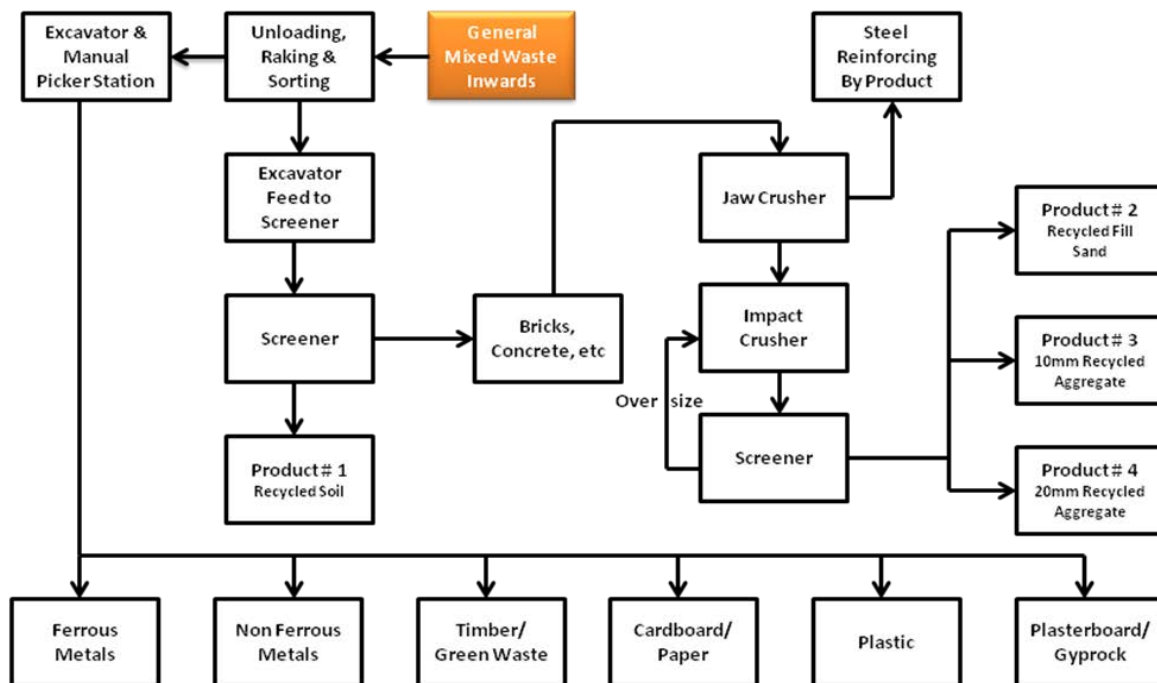 Excavator &
Manual
Picker Station
Unloading,
Raking &
Sorting
General
Mixed Waste
Inwards
Steel
Reinforcing
By Product
Excavator
Feed to
Screener
Jaw Crusher
Product # 2
Recycled Fill
Sand
Screener
Bricks,
Concrete, etc
Impact
Crusher
Product # 3
10mm Recycled
Aggregate
Over size
Product # 1
Recycled Soil
Screener
Product # 4
20mm Recycled
Aggregate
Ferrous
Metals
Non Ferrous
Metals
Timber/
Green Waste
Cardboard/
Paper
Plastic
Plasterboard/
Gyprock